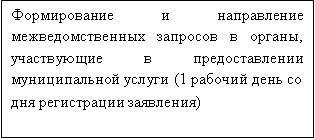 Формирование и направление
межведомственных запросов в органы,
участвующие в предоставлении
муниципальной услуги (1 рабочий день со
дня регистрации заявления)